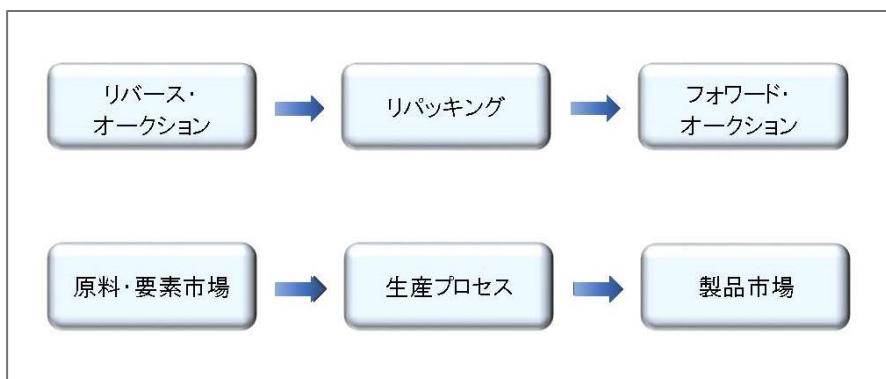 リバース・
オークション
リパッキング
フォワード・
オークション
原料・要素市場
生産プロセス
製品市場